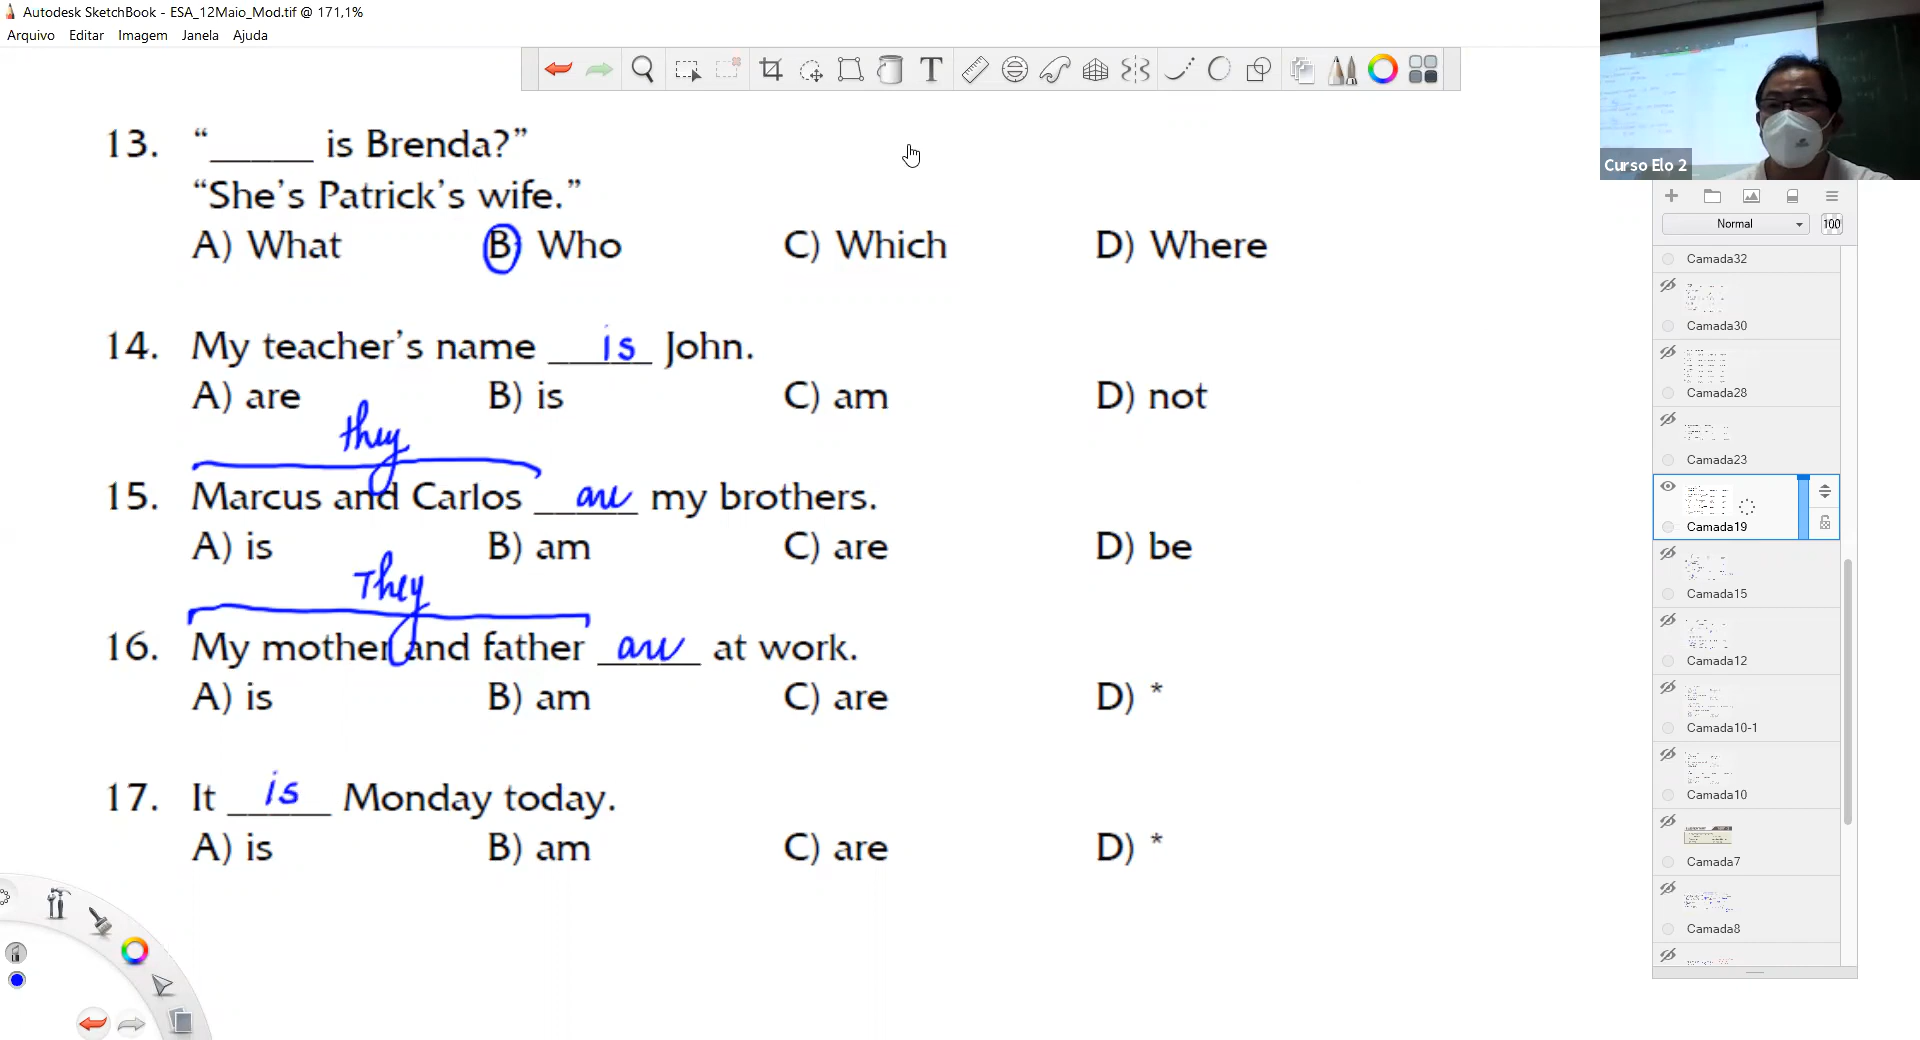 Autodesk SketchBook - ESA_12Maio_Mod.tif @ 171,1%
Arquivo Editar Imagem Janela Ajuda
Curso Elo 2
13. “_____ is Brenda?”
“She’s Patrick’s wife.”
A) What B) Who C) Which D) Where
14. My teacher’s name is John.
A) are B) is C) am D) not
they
15. Marcus and Carlos are my brothers.
A) is B) am C) are D) be
They
16. My mother and father are at work.
A) is B) am C) are D) *
17. It is Monday today.
A) is B) am C) are D) *
Normal 100
Camada32
Camada30
Camada28
Camada23
Camada19
Camada15
Camada12
Camada10-1
Camada10
Camada7
Camada8